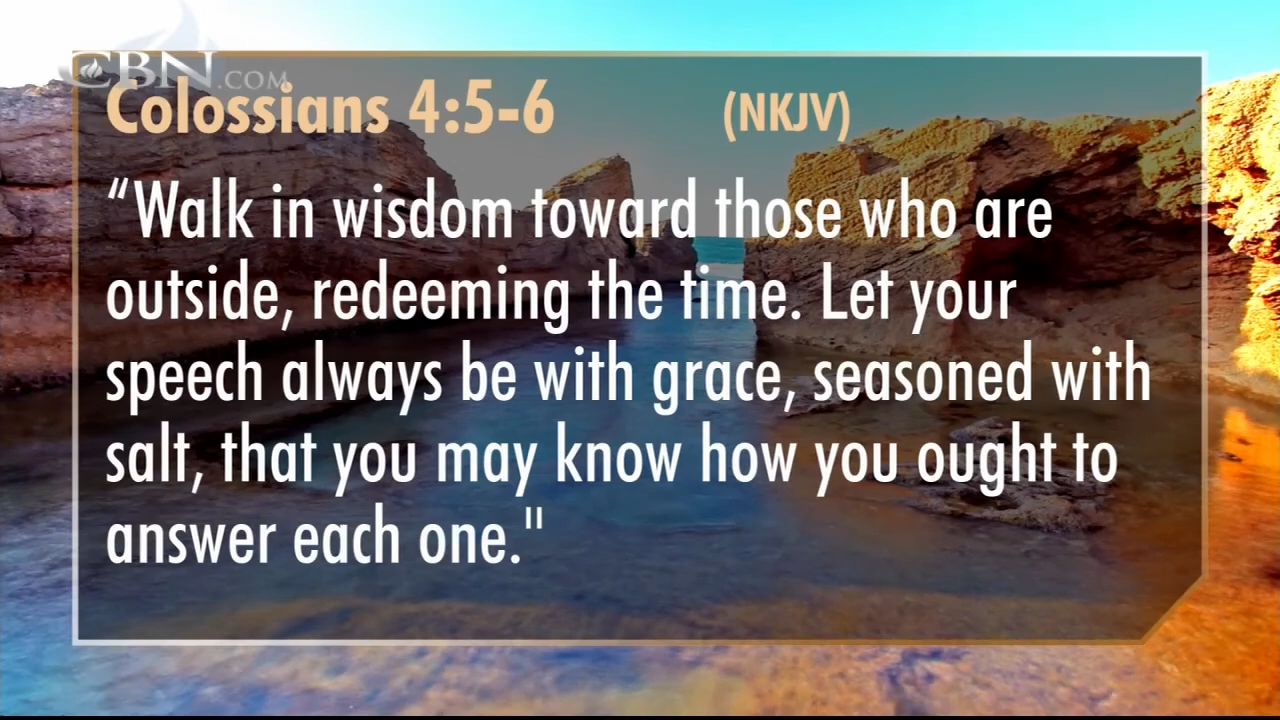 CBN.COM
Colossians 4:5-6 (NKJV)
“Walk in wisdom toward those who are
outside, redeeming the time. Let your
speech always be with grace, seasoned with
salt, that you may know how you ought to
answer each one."